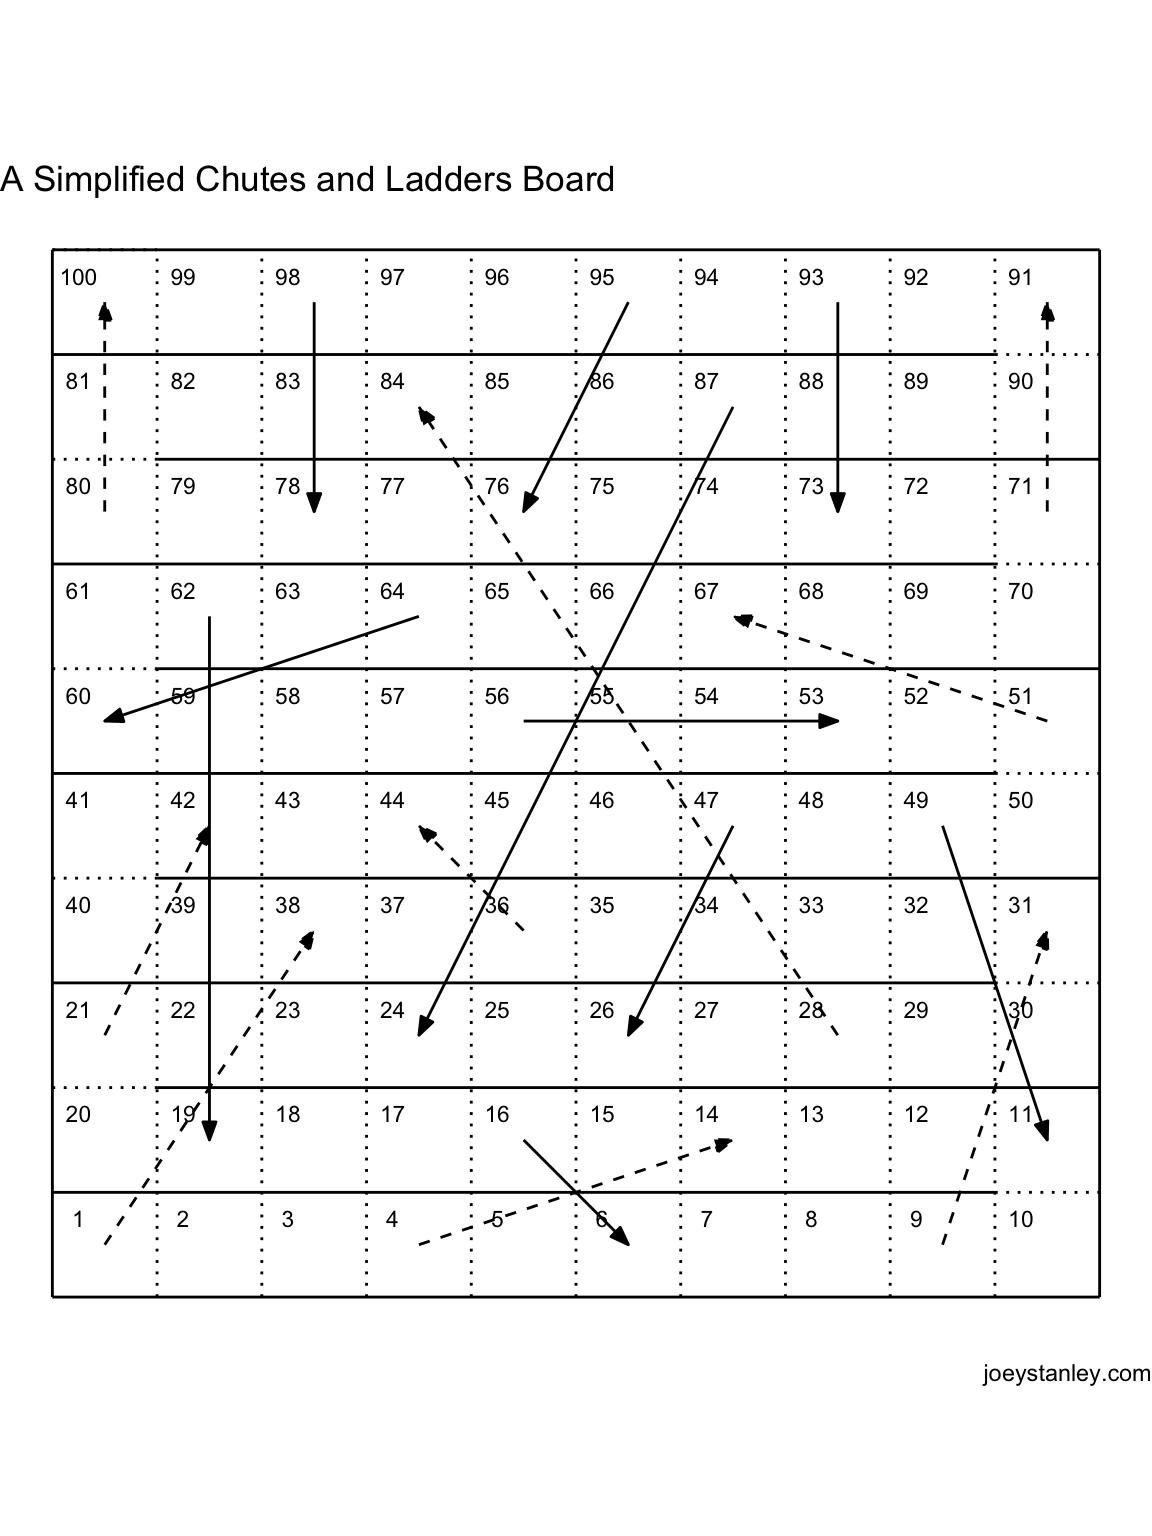 A Simplified Chutes and Ladders Board
100 99 98 97 96 95 94 93 92 91
81 82 83 84 85 86 87 88 89 90
80 79 78 77 76 75 74 73 72 71
61 62 63 64 65 66 67 68 69 70
60 59 58 57 56 55 54 53 52 51
41 42 43 44 45 46 47 48 49 50
40 39 38 37 36 35 34 33 32 31
21 22 23 24 25 26 27 28 29 30
20 19 18 17 16 15 14 13 12 11
1 2 3 4 5 6 7 8 9 10
joeystanley.com